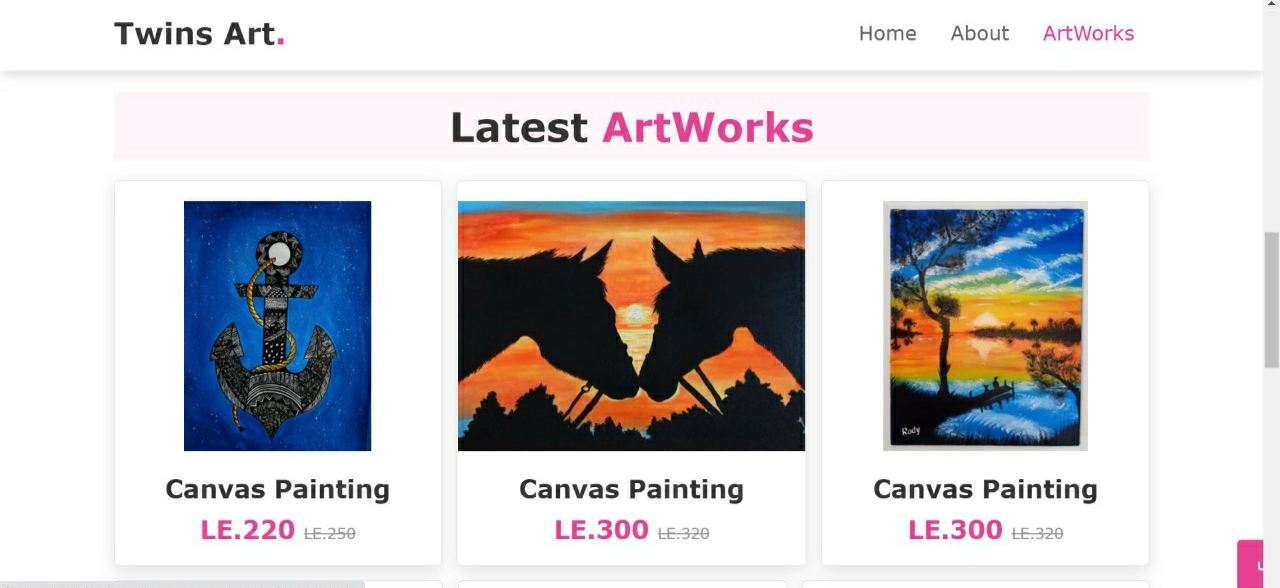 Twins Art.
Home About ArtWorks
Latest ArtWorks
Rody
Canvas Painting
LE.220 LE.250
Canvas Painting
LE.300 LE.320
Canvas Painting
LE.300 LE.320